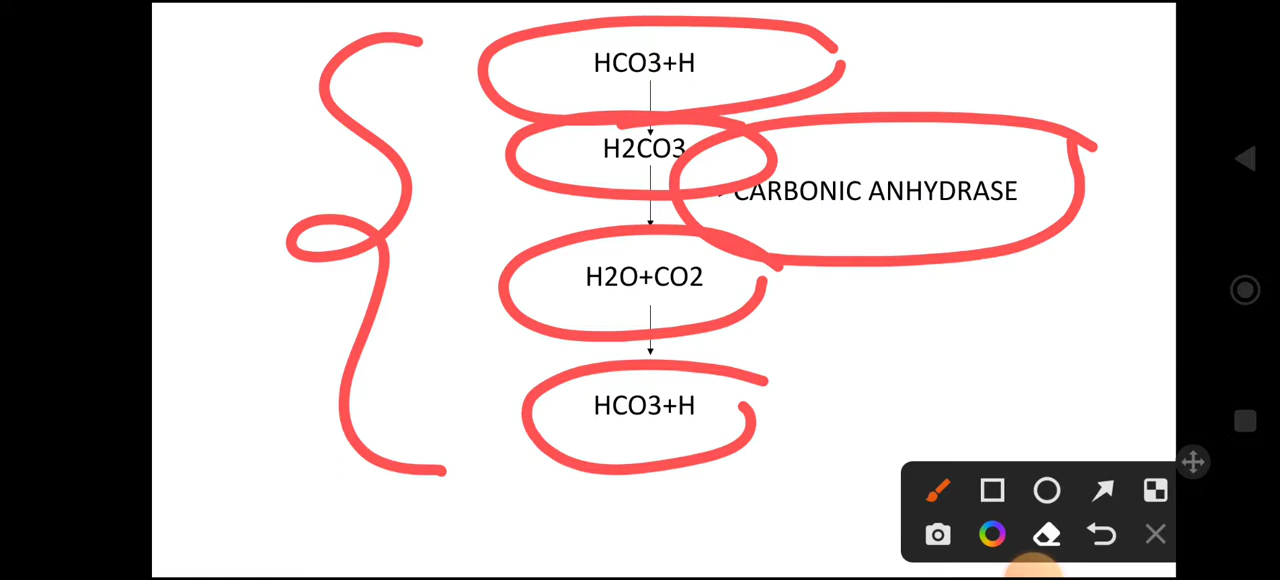 HCO3+H
H2CO3
CARBONIC ANHYDRASE
H2O+CO2
HCO3+H